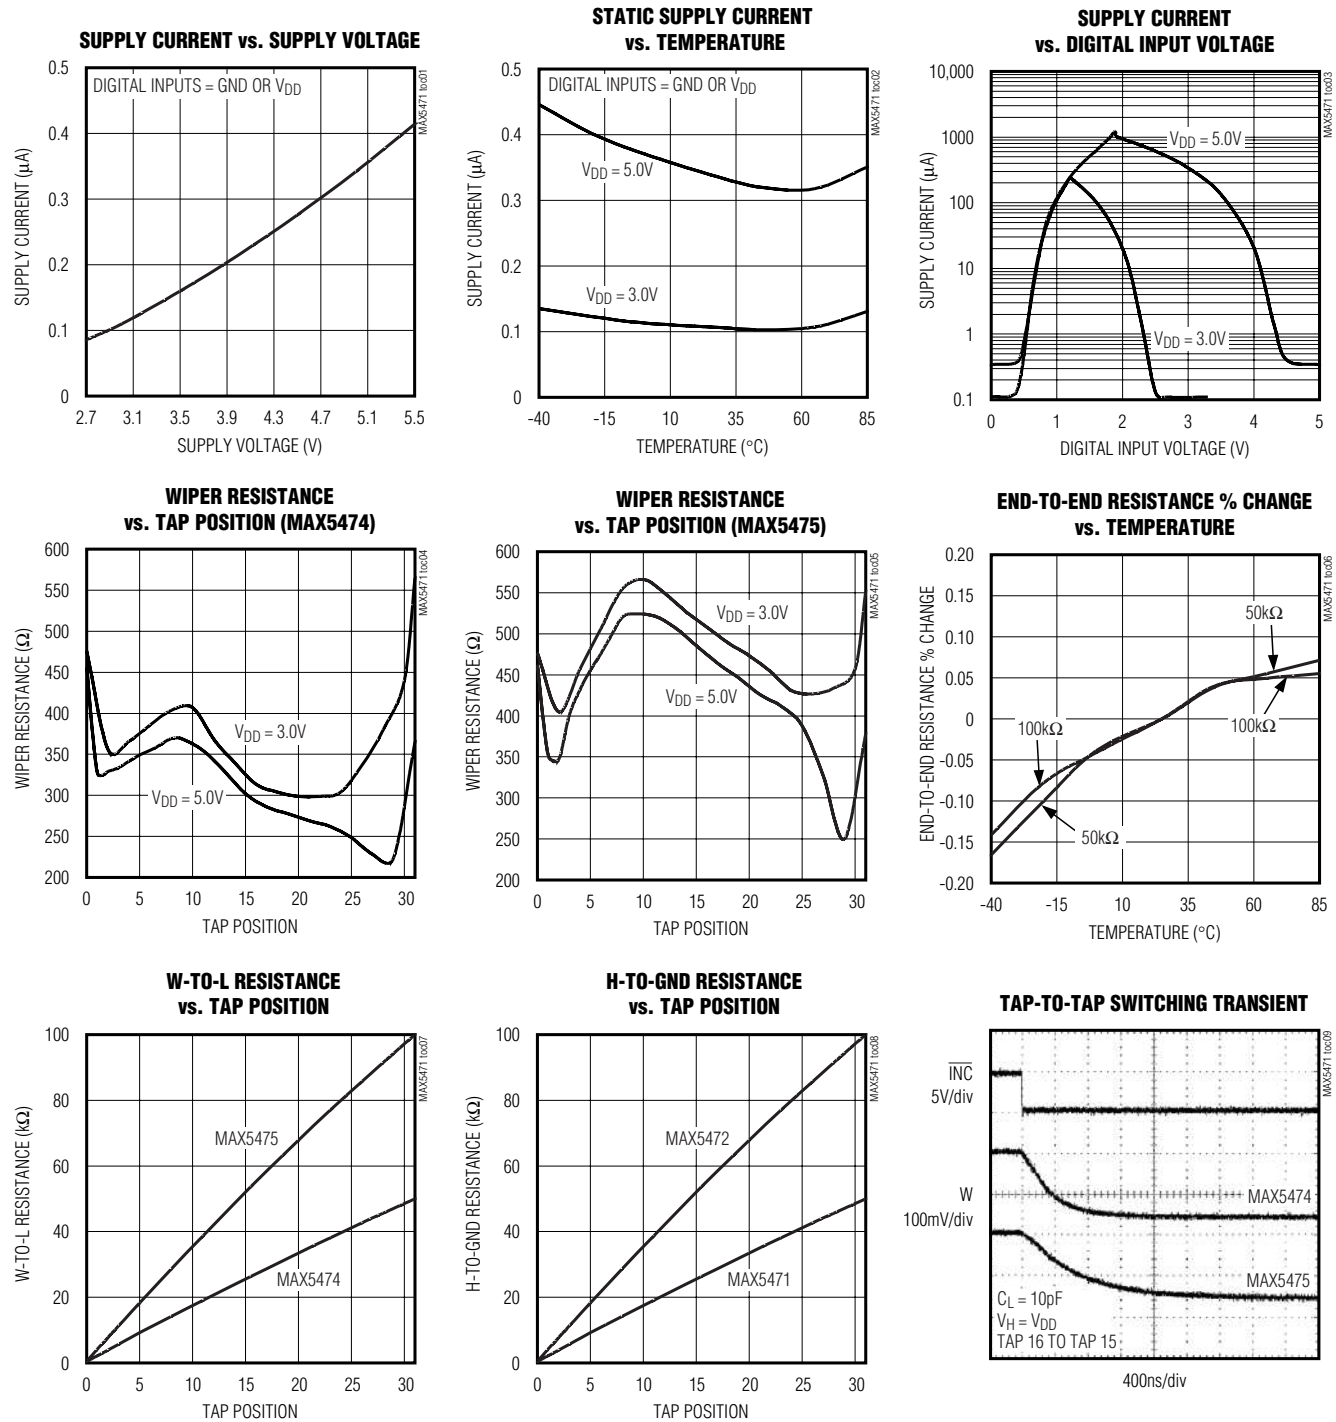 SUPPLY CURRENT vs. SUPPLY VOLTAGE
DIGITAL INPUTS = GND OR VDD
MAX5471 toc01
SUPPLY CURRENT (µA)
0.5
0.4
0.3
0.2
0.1
0
2.7 3.1 3.5 3.9 4.3 4.7 5.1 5.5
SUPPLY VOLTAGE (V)
STATIC SUPPLY CURRENT
vs. TEMPERATURE
DIGITAL INPUTS = GND OR VDD
MAX5471 toc02
SUPPLY CURRENT (µA)
0.5
0.4
0.3
0.2
0.1
0
VDD = 5.0V
VDD = 3.0V
-40 -15 10 35 60 85
TEMPERATURE (°C)
SUPPLY CURRENT
vs. DIGITAL INPUT VOLTAGE
MAX5471 toc03
SUPPLY CURRENT (µA)
10,000
1000
100
10
1
0.1
VDD = 5.0V
VDD = 3.0V
0 1 2 3 4 5
DIGITAL INPUT VOLTAGE (V)
WIPER RESISTANCE
vs. TAP POSITION (MAX5474)
MAX5471 toc04
WIPER RESISTANCE (Ω)
600
550
500
450
400
350
300
250
200
VDD = 3.0V
VDD = 5.0V
0 5 10 15 20 25 30
TAP POSITION
WIPER RESISTANCE
vs. TAP POSITION (MAX5475)
MAX5471 toc05
WIPER RESISTANCE (Ω)
600
550
500
450
400
350
300
250
200
VDD = 3.0V
VDD = 5.0V
0 5 10 15 20 25 30
TAP POSITION
END-TO-END RESISTANCE % CHANGE
vs. TEMPERATURE
MAX5471 toc06
END-TO-END RESISTANCE % CHANGE
0.20
0.15
0.10
0.05
0
-0.05
-0.10
-0.15
-0.20
50kΩ
100kΩ
100kΩ
50kΩ
-40 -15 10 35 60 85
TEMPERATURE (°C)
W-TO-L RESISTANCE
vs. TAP POSITION
MAX5471 toc07
W-TO-L RESISTANCE (kΩ)
100
80
60
40
20
0
MAX5475
MAX5474
0 5 10 15 20 25 30
TAP POSITION
H-TO-GND RESISTANCE
vs. TAP POSITION
MAX5471 toc08
H-TO-GND RESISTANCE (kΩ)
100
80
60
40
20
0
MAX5472
MAX5471
0 5 10 15 20 25 30
TAP POSITION
TAP-TO-TAP SWITCHING TRANSIENT
MAX5471 toc09
INC
5V/div
W
100mV/div
MAX5474
MAX5475
CL = 10pF
VH = VDD
TAP 16 TO TAP 15
400ns/div